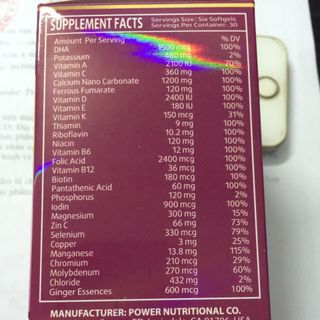 SUPPLEMENT FACTS
Servings Size: Six Softgels
Servings Per Container: 30
Amount Per Serving % DV
DHA 1500 mcg 100%
Potassium 480 mg 2%
Vitamin A 2100 IU 70%
Vitamin C 360 mg 100%
Calcium Nano Carbonate 1200 mg 100%
Ferrous Fumarate 120 mg 100%
Vitamin D 2400 IU 100%
Vitamin E 180 IU 100%
Vitamin K 150 mcg 31%
Thiamin 9 mg 100%
Riboflavin 10.2 mg 100%
Niacin 120 mg 100%
Vitamin B6 12 mg 100%
Folic Acid 2400 mcg 100%
Vitamin B12 36 mcg 100%
Biotin 180 mcg 10%
Pantathenic Acid 60 mg 100%
Phosphorus 120 mg 2%
Iodin 900 mcg 100%
Magnesium 300 mg 15%
Zin C 66 mg 73%
Selenium 330 mcg 79%
Copper 3 mg 25%
Manganese 13.8 mg 115%
Chromium 210 mcg 29%
Molybdenum 270 mcg 60%
Chloride 432 mg 2%
Ginger Essences 600 mcg 100%
MANUFACTURER: POWER NUTRITIONAL CO.
CA 91706, USA